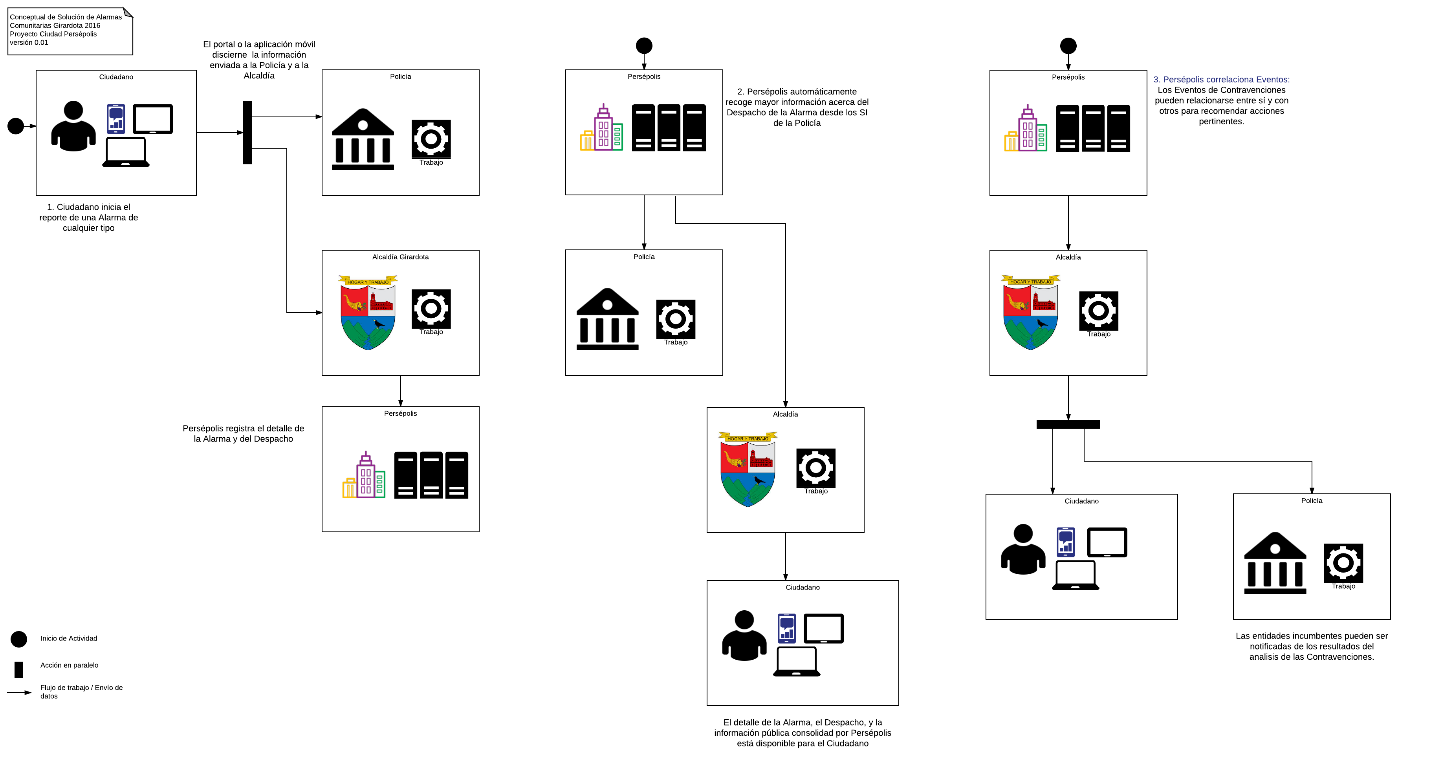 Conceptual de Solución de Alarmas
Comunitarias Girardota 2016
Proyecto Ciudad Persépolis
versión 0.01
Ciudadano
1. Ciudadano inicia el
reporte de una Alarma de
cualquier tipo
El portal o la aplicación móvil
discierne la información
enviada a la Policía y a la
Alcaldía
Policía
Trabajo
Alcaldía Girardota
HOGAR Y TRABAJO
Trabajo
Persépolis registra el detalle de
la Alarma y del Despacho
Persépolis
Inicio de Actividad
Acción en paralelo
Flujo de trabajo / Envío de
datos
Persépolis
2. Persépolis automáticamente
recoge mayor información acerca del
Despacho de la Alarma desde los SI
de la Policía
Policía
Trabajo
Alcaldía
HOGAR Y TRABAJO
Trabajo
Ciudadano
El detalle de la Alarma, el Despacho, y la
información pública consolidad por Persépolis
está disponible para el Ciudadano
Persépolis
3. Persépolis correlaciona Eventos:
Los Eventos de Contravenciones
pueden relacionarse entre sí y con
otros para recomendar acciones
pertinentes.
Alcaldía
HOGAR Y TRABAJO
Trabajo
Ciudadano
Policía
Trabajo
Las entidades incumbentes pueden ser
notificadas de los resultados del
analisis de las Contravenciones.